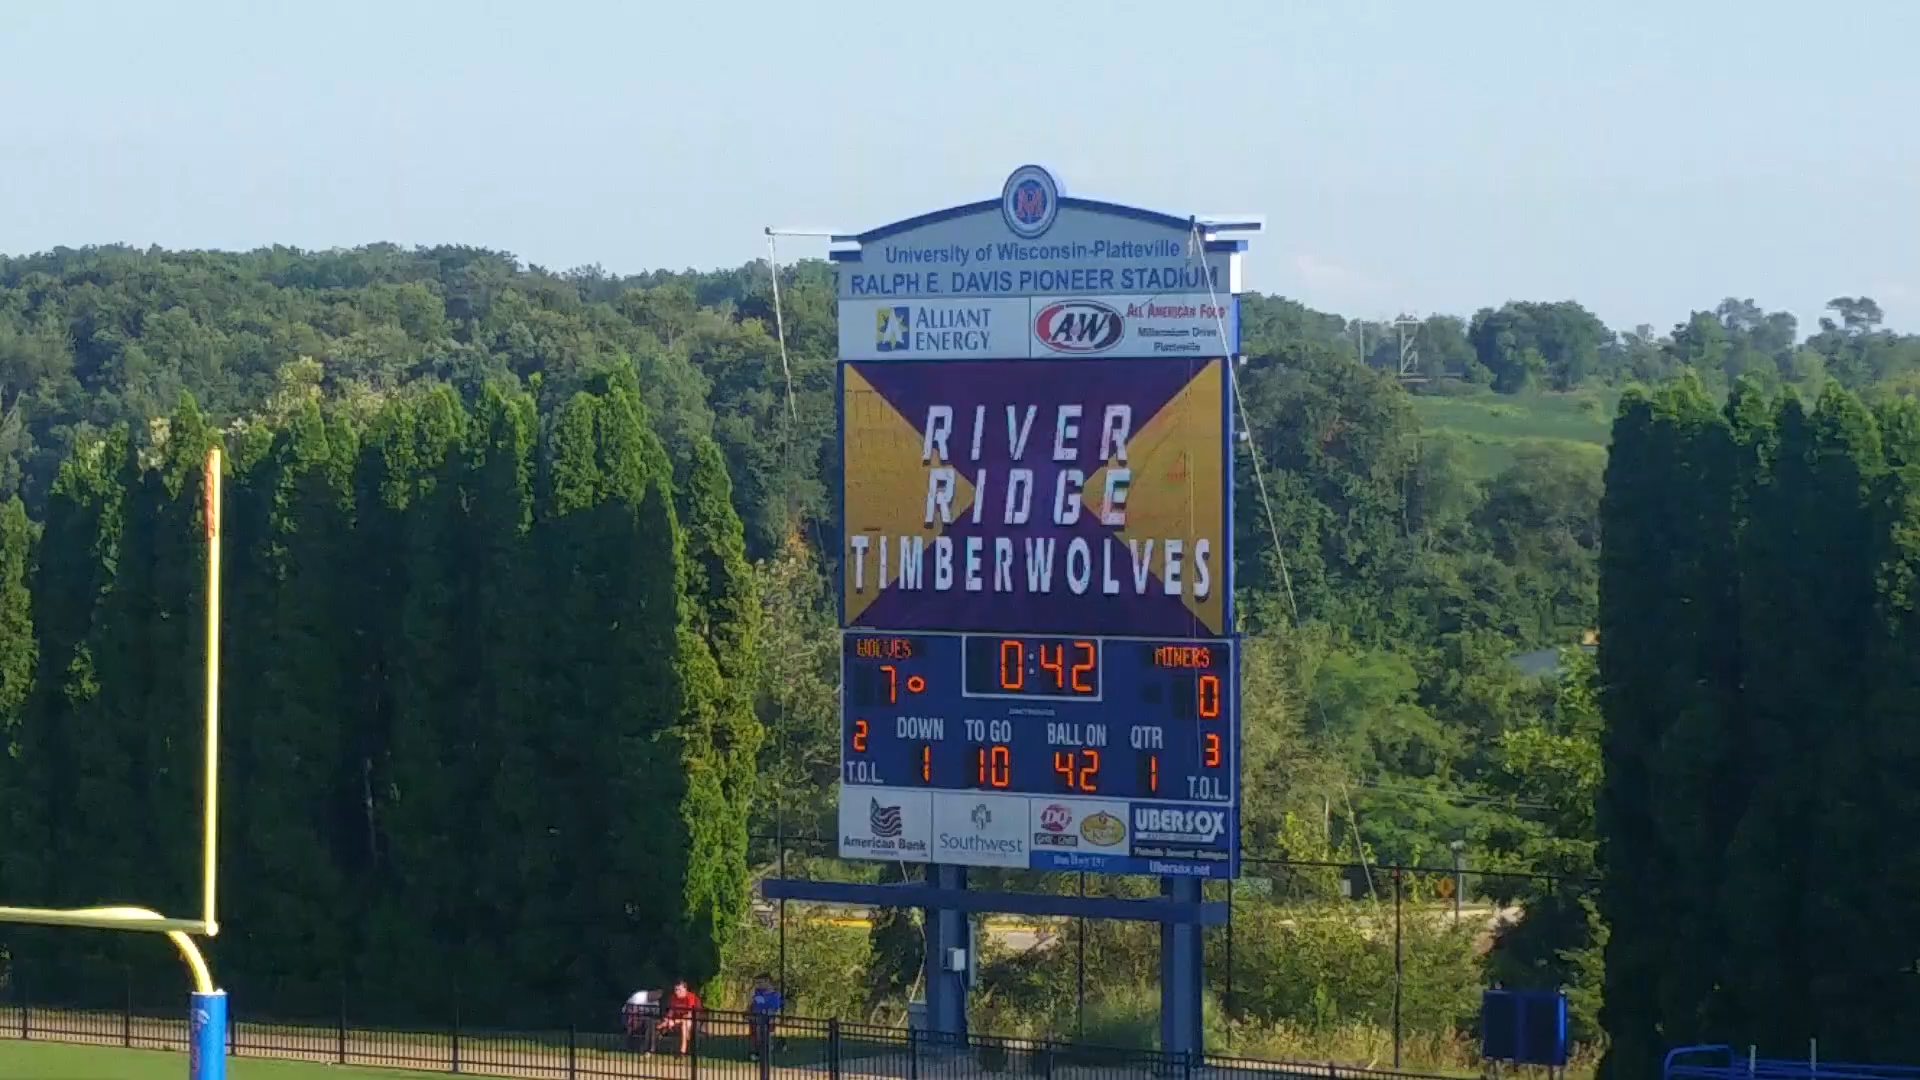 University of Wisconsin-Platteville
RALPH E. DAVIS PIONEER STADIUM
ALLIANT
ENERGY
A&W
ALL AMERICAN FOOD
Millennium Drive
Platteville
RIVER
RIDGE
TIMBERWOLVES
WOLVES 0:42 MINERS
7 0
2 DOWN TO GO BALL ON QTR 3
T.O.L. 1 10 42 1 T.O.L.
American Bank
Southwest
DQ
UBERSOX
Ubersox.net